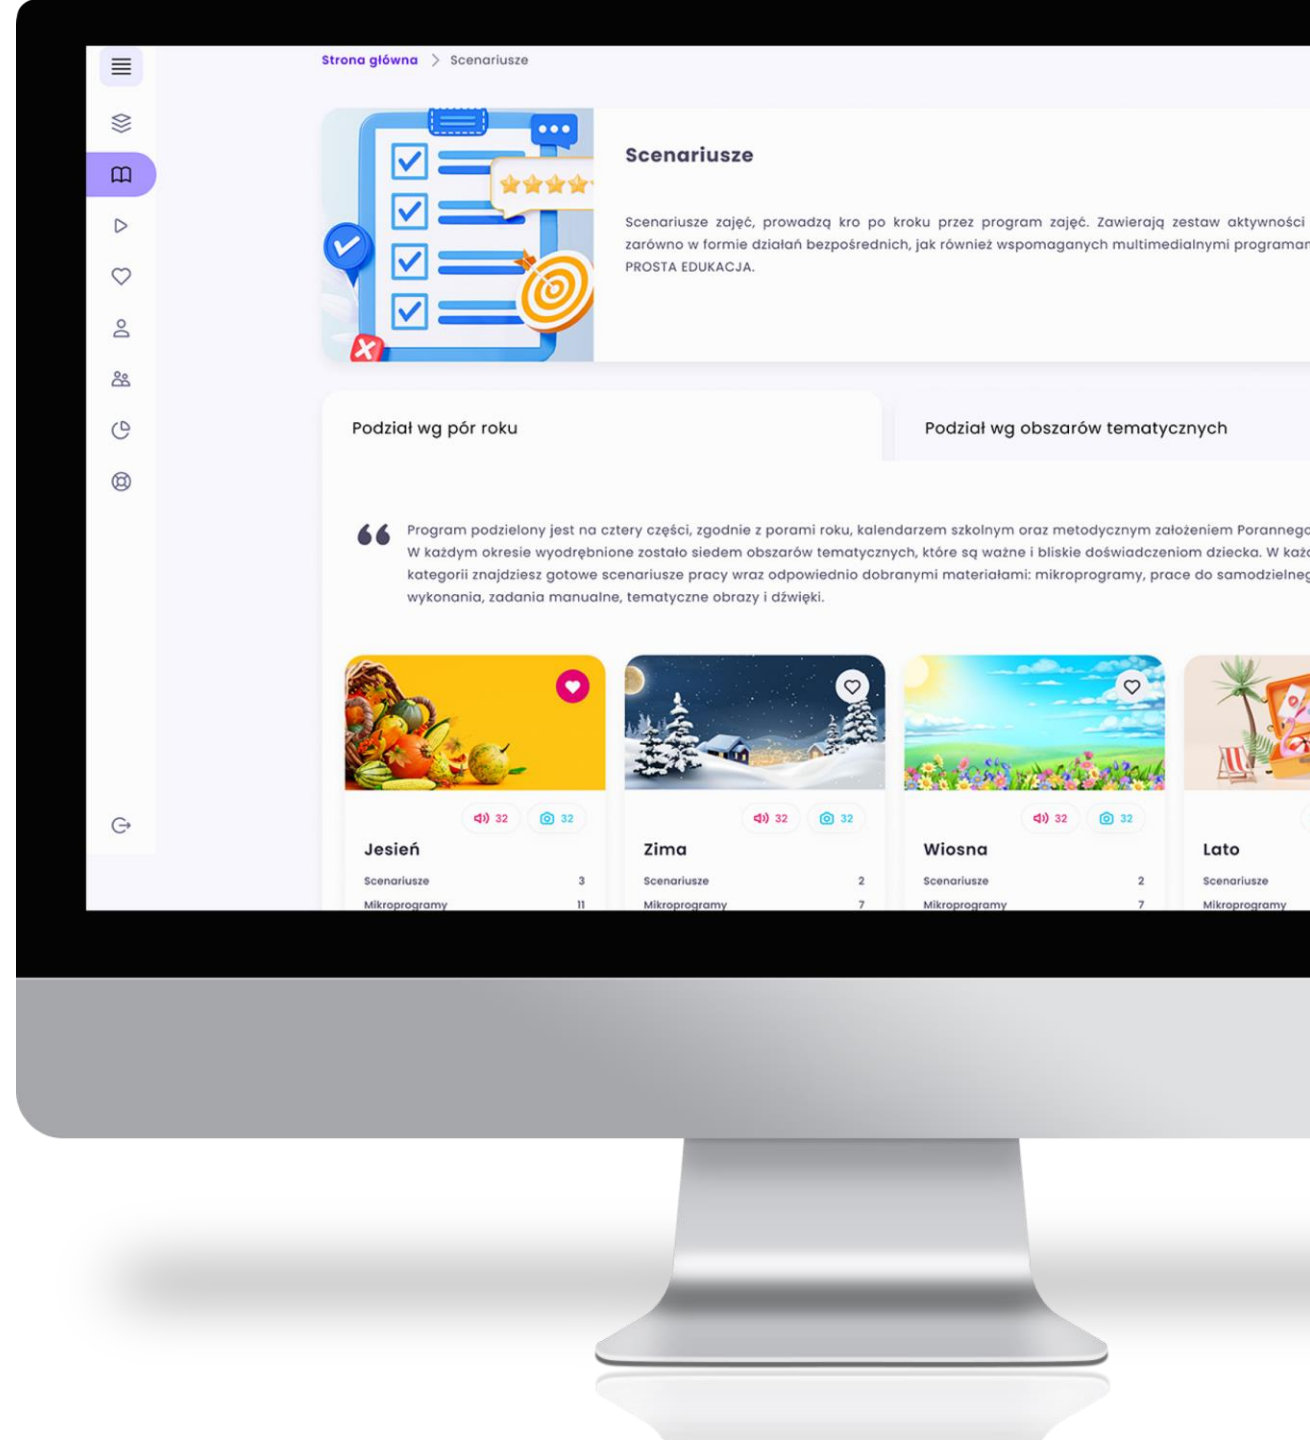 Strona główna > Scenariusze
Scenariusze
Scenariusze zajęć, prowadzą kro po kroku przez program zajęć. Zawierają zestaw aktywności
zarówno w formie działań bezpośrednich, jak również wspomaganych multimedialnymi
PROSTA EDUKACJA.
Podział wg pór roku
Podział wg obszarów tematycznych
Program podzielony jest na cztery części, zgodnie z porami roku, kalendarzem szkolnym oraz metodycznym założeniem Porannego
W każdym okresie wyodrębnione zostało siedem obszarów tematycznych, które są ważne i bliskie doświadczeniom dziecka. W
kategorii znajdziesz gotowe scenariusze pracy wraz odpowiednio dobranymi materiałami: mikroprogramy, prace do
wykonania, zadania manualne, tematyczne obrazy i dźwięki.
32 32
Jesień
Scenariusze 3
Mikroprogramy 11
32 32
Zima
Scenariusze 2
Mikroprogramy 7
32 32
Wiosna
Scenariusze 2
Mikroprogramy 7
Lato
Scenariusze
Mikroprogramy